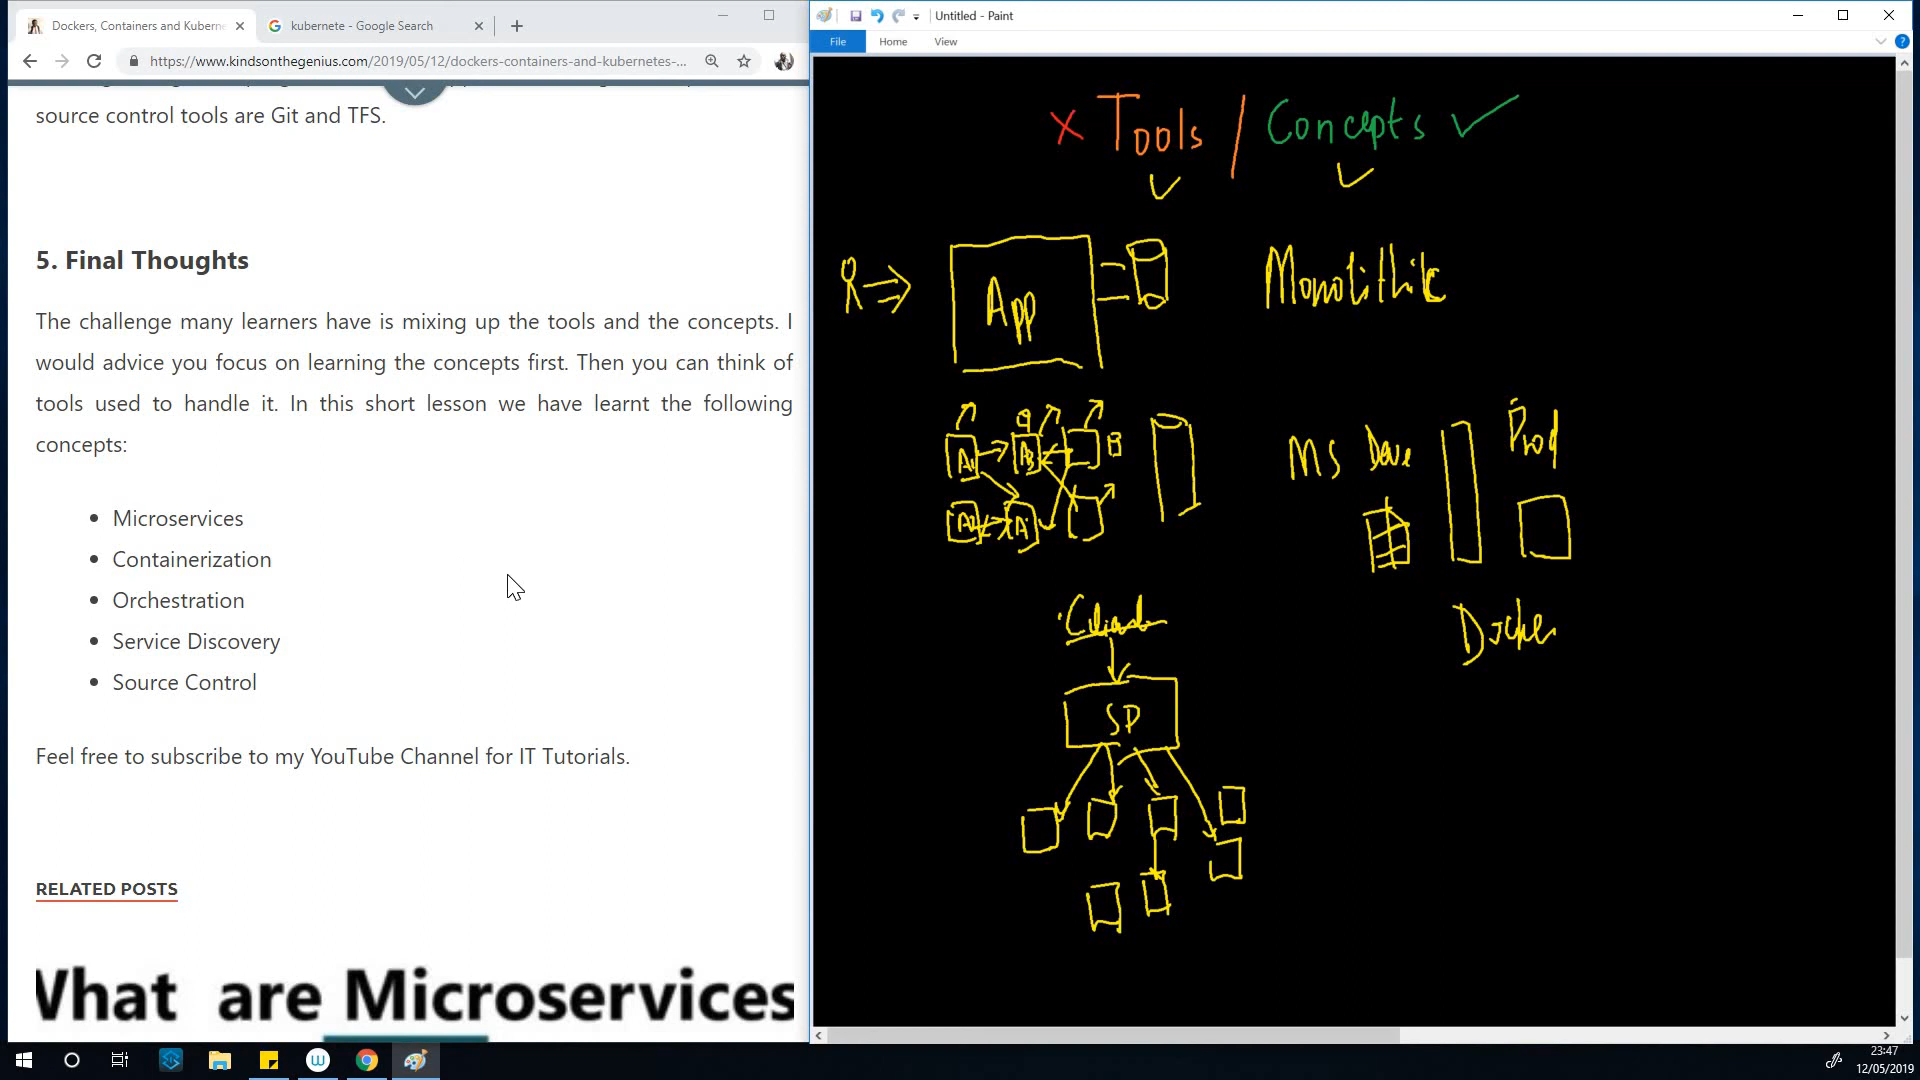 Dockers, Containers and Kuberne
kubernete - Google Search
https://www.kindsonthegenius.com/2019/05/12/dockers-containers-and-kubernetes-...
source control tools are Git and TFS.
5. Final Thoughts
The challenge many learners have is mixing up the tools and the concepts. I
would advice you focus on learning the concepts first. Then you can think of
tools used to handle it. In this short lesson we have learnt the following
concepts:
Microservices
Containerization
Orchestration
Service Discovery
Source Control
Feel free to subscribe to my YouTube Channel for IT Tutorials.
RELATED POSTS
What are Microservices
Untitled - Paint
File Home View
X Tools / Concepts
App
Monolithic
MS
Prod
Docker
23:47
12/05/2019